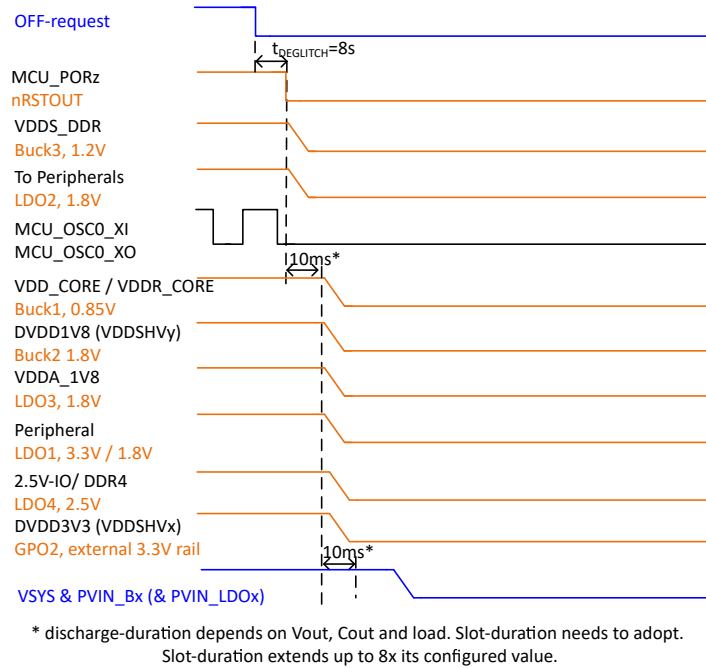 OFF-request
tDEGLITCH=8s
MCU_PORz
nRSTOUT
VDDS_DDR
Buck3, 1.2V
To Peripherals
LDO2, 1.8V
MCU_OSC0_XI
MCU_OSC0_XO
10ms*
VDD_CORE / VDDR_CORE
Buck1, 0.85V
DVDD1V8 (VDDSHVy)
Buck2 1.8V
VDDA_1V8
LDO3, 1.8V
Peripheral
LDO1, 3.3V / 1.8V
2.5V-IO/ DDR4
LDO4, 2.5V
DVDD3V3 (VDDSHVx)
GPO2, external 3.3V rail
10ms*
VSYS & PVIN_Bx (& PVIN_LDOx)
* discharge-duration depends on Vout, Cout and load. Slot-duration needs to adopt.
Slot-duration extends up to 8x its configured value.